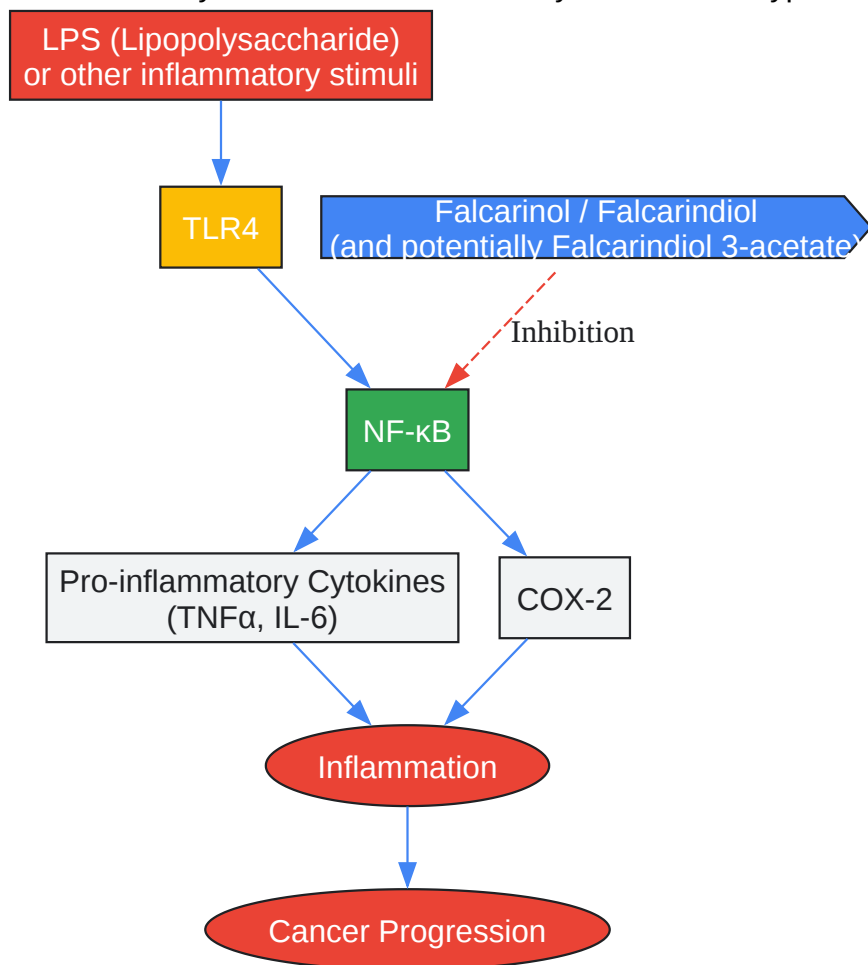 LPS (Lipopolysaccharide)
or other inflammatory stimuli
TLR4
Falcarinol / Falcarindiol
(and potentially Falcarindiol 3-acetate)
Inhibition
NF-κB
Pro-inflammatory Cytokines
(TNFα, IL-6)
COX-2
Inflammation
Cancer Progression